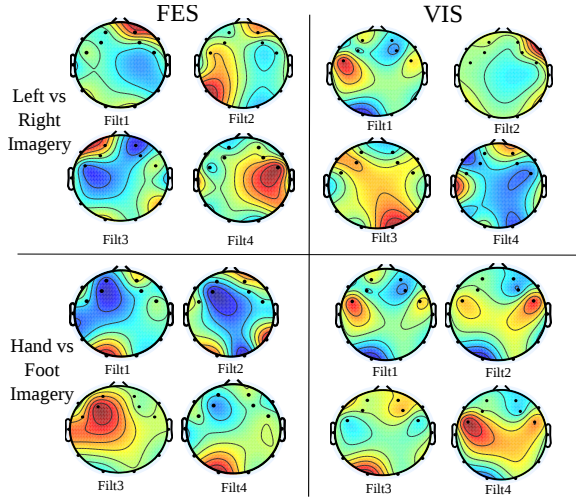 FES
VIS
Left vs
Right
Imagery
Filt1
Filt2
Filt1
Filt2
Filt3
Filt4
Filt3
Filt4
Hand vs
Foot
Imagery
Filt1
Filt2
Filt1
Filt2
Filt3
Filt4
Filt3
Filt4